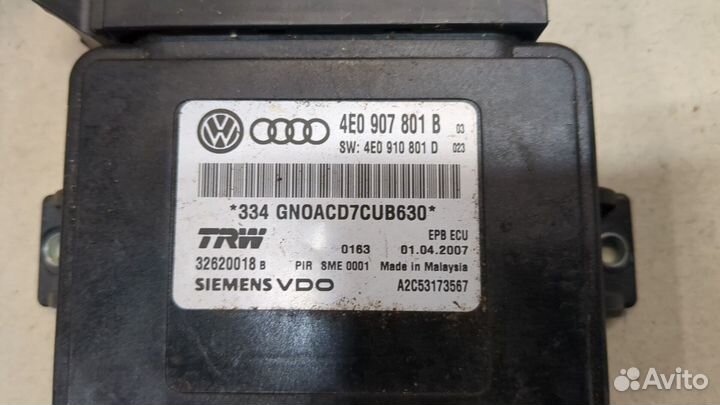 4E0 907 801 B 03
SW: 4E0 910 801 D 023
*334 GN0ACD7CUB630*
TRW
EPB ECU
0163 01.04.2007
32620018 B PIR SME 0001 Made in Malaysia
SIEMENS VDO A2C53173567
Avito